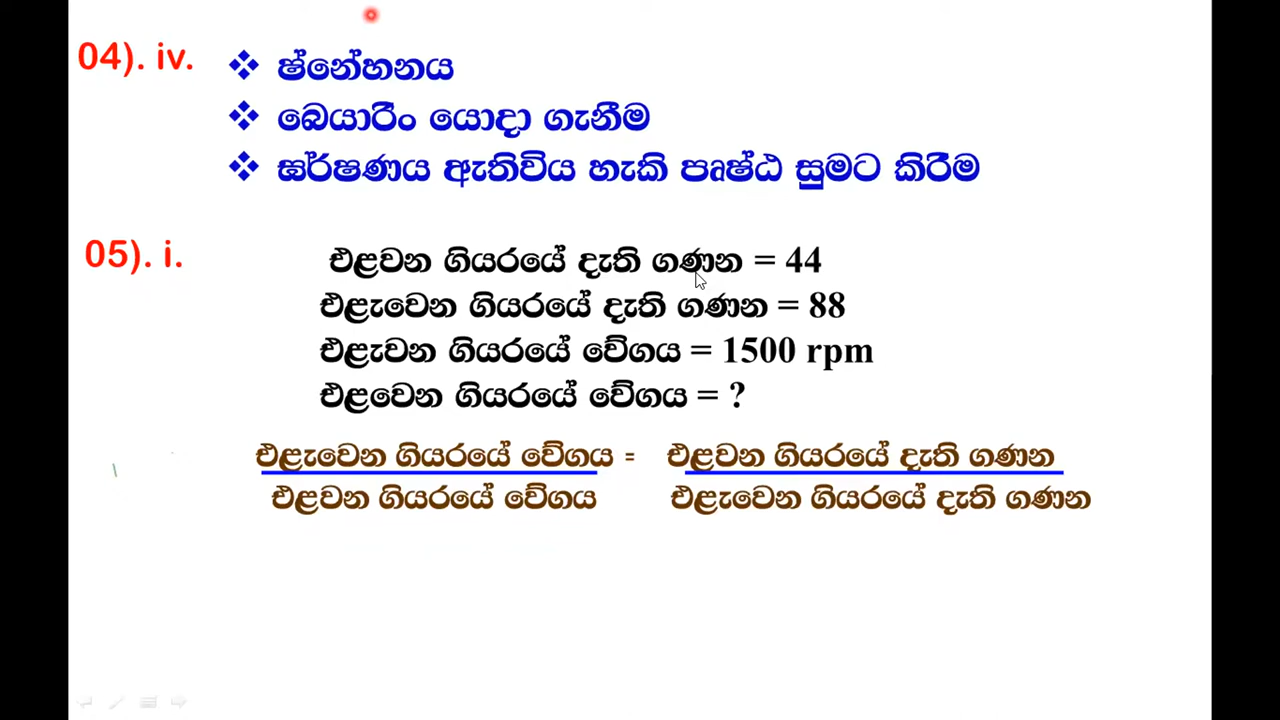 04). iv. ❖ ෂ්නේහනය
❖ බෙයාරීං යොදා ගැනීම
❖ ඝර්ෂණය ඇතිවිය හැකි පෘෂ්ඨ සුමට කිරීම
05). i. එළවන ගියරයේ දැති ගණන = 44
එළැවෙන ගියරයේ දැති ගණන = 88
එළැවන ගියරයේ වේගය = 1500 rpm
එළවෙන ගියරයේ වේගය = ?
එළැවෙන ගියරයේ වේගය = එළවන ගියරයේ දැති ගණන
එළවන ගියරයේ වේගය එළැවෙන ගියරයේ දැති ගණන